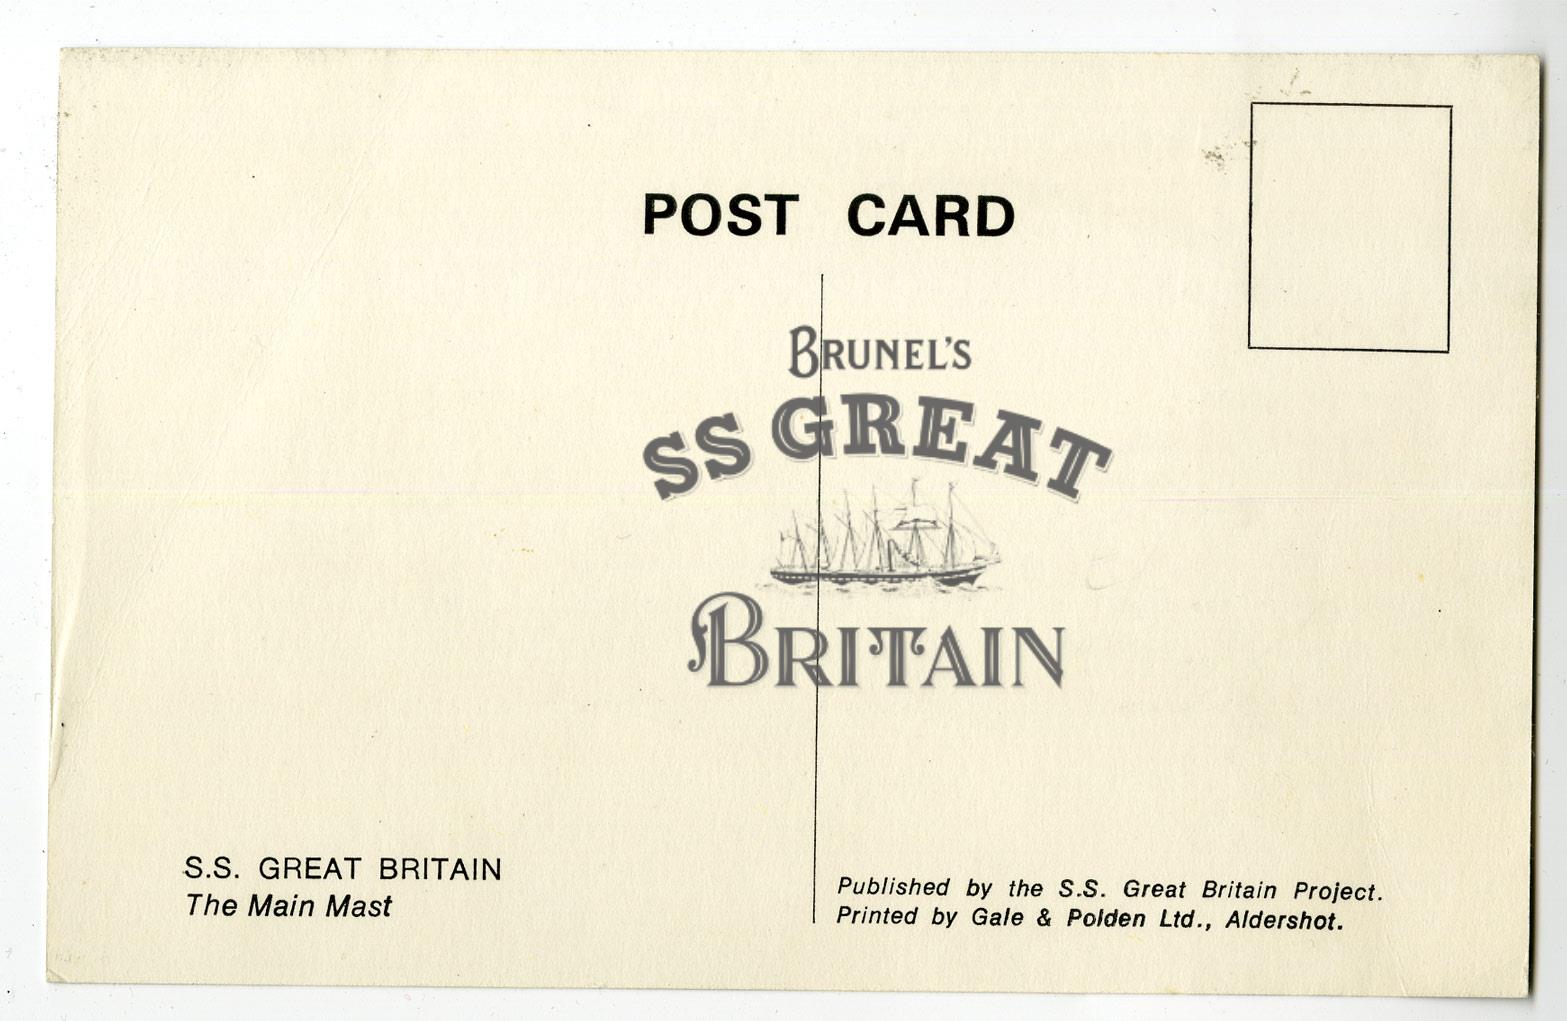 POST CARD
BRUNEL'S
SS GREAT
BRITAIN
S.S. GREAT BRITAIN
The Main Mast
Published by the S.S. Great Britain Project.
Printed by Gale & Polden Ltd., Aldershot.